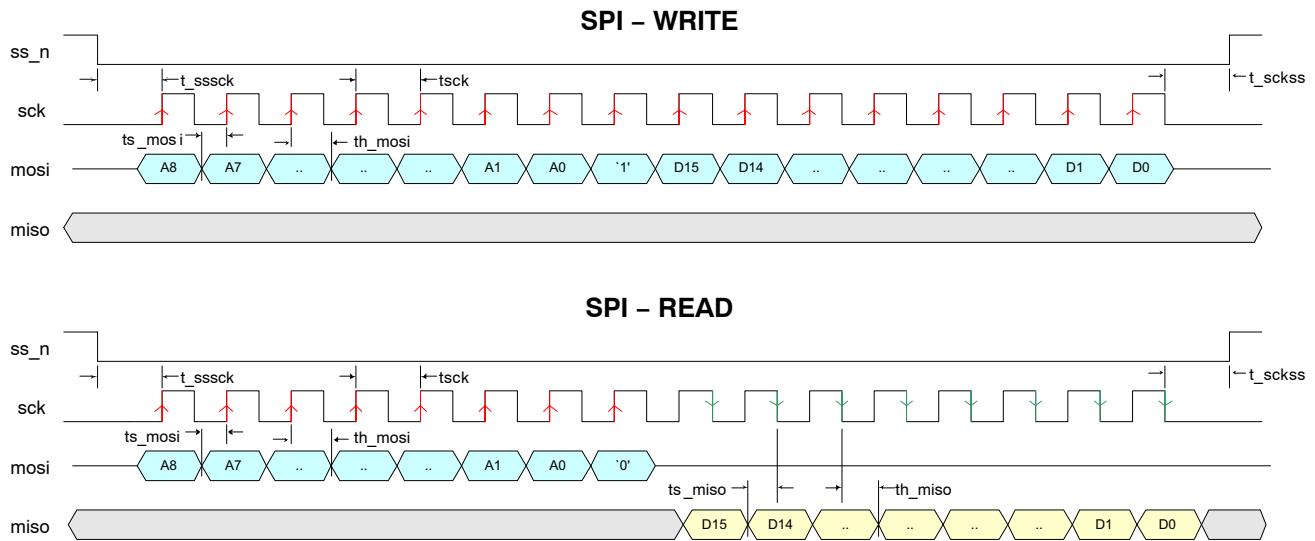 SPI – WRITE
ss_n
t_sssck tsck t_sckss
sck
ts_mosi th_mosi
mosi A8 A7 .. .. .. A1 A0 `1' D15 D14 .. .. .. .. D1 D0
miso
SPI – READ
ss_n
t_sssck tsck t_sckss
sck
ts_mosi th_mosi
mosi A8 A7 .. .. .. A1 A0 `0'
ts_miso th_miso
miso D15 D14 .. .. .. .. D1 D0